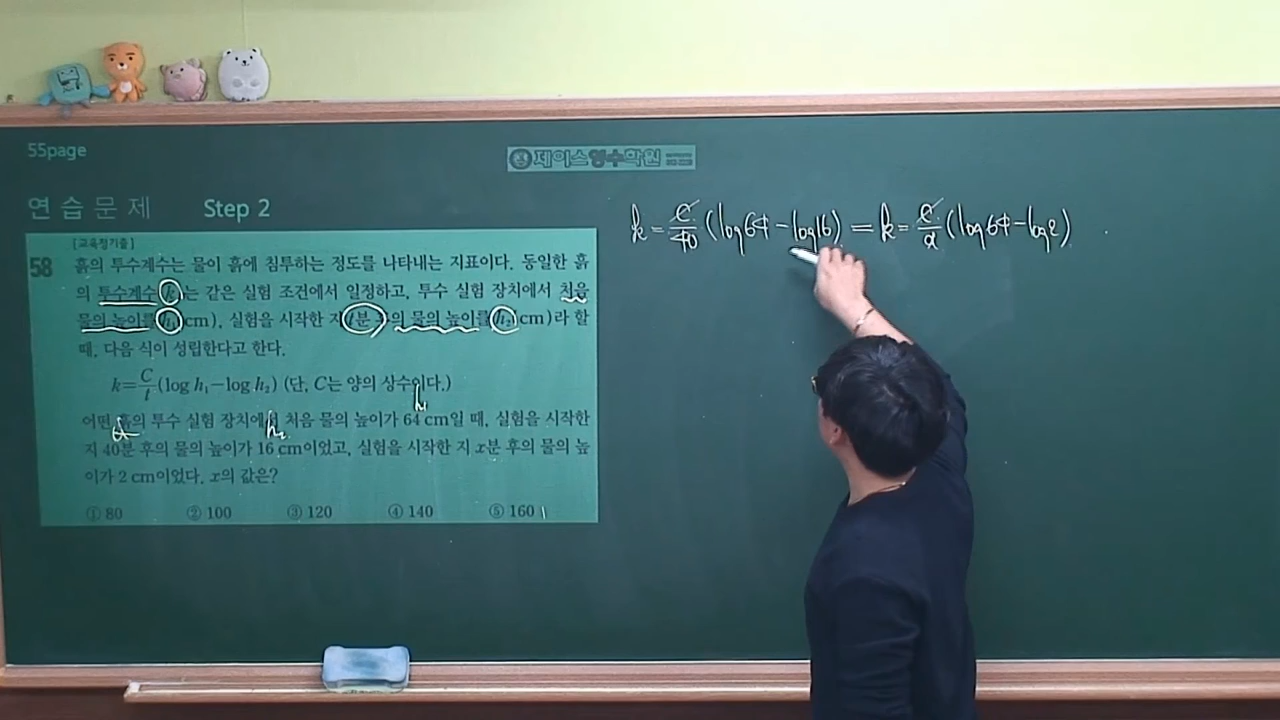 55page
제이스영수학원
연습문제 Step 2
[교육청기출]
58 흙의 투수계수는 물이 흙에 침투하는 정도를 나타내는 지표이다. 동일한 흙
의 투수계수 k는 같은 실험 조건에서 일정하고, 투수 실험 장치에서 처음
물의 높이를 h₁(cm), 실험을 시작한 지 t분 후의 물의 높이를 h₂(cm)라 할
때, 다음 식이 성립한다고 한다.
k=C/t(log h₁-log h₂) (단, C는 양의 상수이다.)
h₁
어떤 흙의 투수 실험 장치에서 처음 물의 높이가 64 cm일 때, 실험을 시작한
h₂
지 40분 후의 물의 높이가 16 cm이었고, 실험을 시작한 지 x분 후의 물의 높
이가 2 cm이었다. x의 값은?
① 80 ② 100 ③ 120 ④ 140 ⑤ 160
k = C/40 (log64 - log16) = k = C/x (log64 - log2)